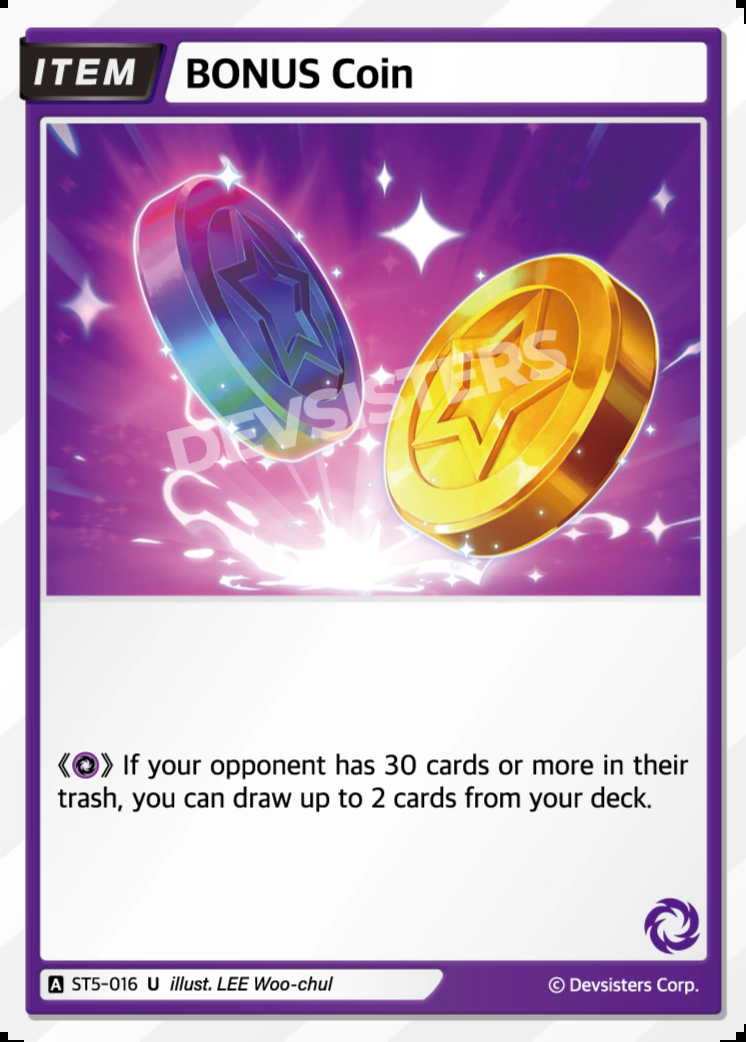 ITEM
BONUS Coin
DEVSISTERS
《 》 If your opponent has 30 cards or more in their
trash, you can draw up to 2 cards from your deck.
A ST5-016 U illust. LEE Woo-chul
© Devsisters Corp.